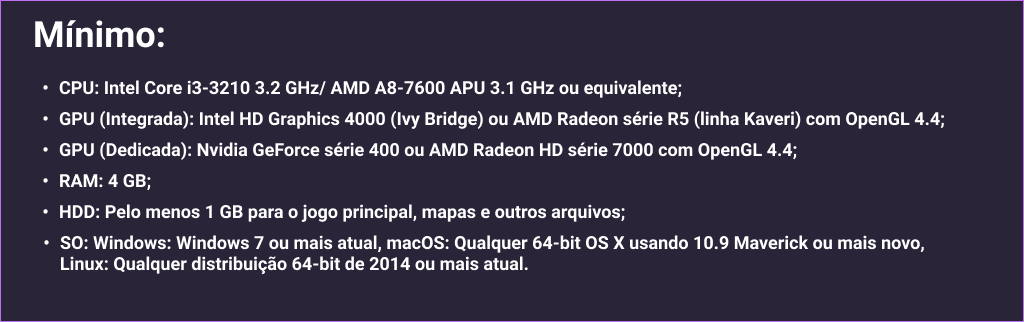 Mínimo:
• CPU: Intel Core i3-3210 3.2 GHz/ AMD A8-7600 APU 3.1 GHz ou equivalente;
• GPU (Integrada): Intel HD Graphics 4000 (Ivy Bridge) ou AMD Radeon série R5 (linha Kaveri) com OpenGL 4.4;
• GPU (Dedicada): Nvidia GeForce série 400 ou AMD Radeon HD série 7000 com OpenGL 4.4;
• RAM: 4 GB;
• HDD: Pelo menos 1 GB para o jogo principal, mapas e outros arquivos;
• SO: Windows: Windows 7 ou mais atual, macOS: Qualquer 64-bit OS X usando 10.9 Maverick ou mais novo,
Linux: Qualquer distribuição 64-bit de 2014 ou mais atual.